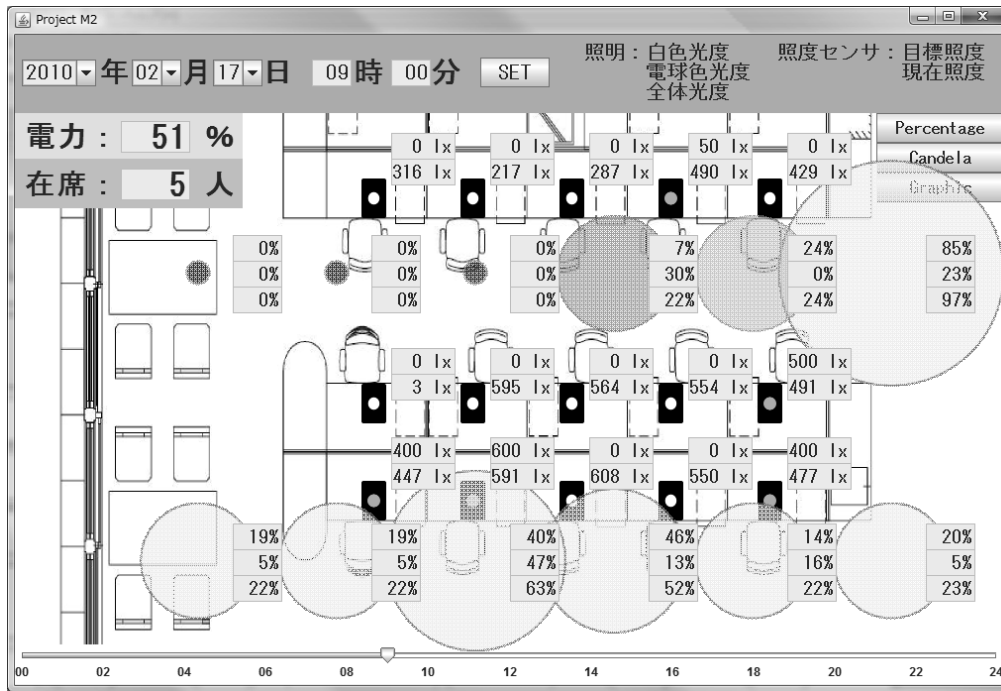 Project M2
照明：白色光度 照度センサ：目標照度
電球色光度 現在照度
全体光度
2010 年 02 月 17 日 09 時 00 分 SET
電力： 51 %
在席： 5 人
Percentage
Candela
Graphic
0 lx 0 lx 0 lx 50 lx 0 lx
316 lx 217 lx 287 lx 490 lx 429 lx
0% 0% 0% 7% 24% 85%
0% 0% 0% 30% 0% 23%
0% 0% 0% 22% 24% 97%
0 lx 0 lx 0 lx 0 lx 500 lx
3 lx 595 lx 564 lx 554 lx 491 lx
400 lx 600 lx 0 lx 0 lx 400 lx
447 lx 591 lx 608 lx 550 lx 477 lx
19% 19% 40% 46% 14% 20%
5% 5% 47% 13% 16% 5%
22% 22% 63% 52% 22% 23%
00 02 04 06 08 10 12 14 16 18 20 22 24